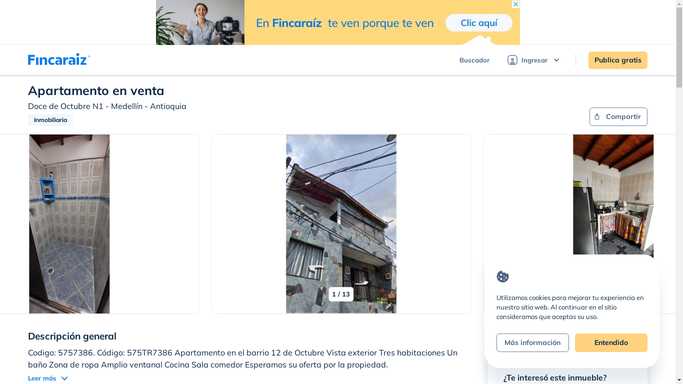 En Fincaraíz te ven porque te ven
Clic aquí
Fincaraíz
Buscador
Ingresar
Publica gratis
Apartamento en venta
Doce de Octubre N1 - Medellín - Antioquia
Inmobiliaria
Compartir
1 / 13
Utilizamos cookies para mejorar tu experiencia en
nuestro sitio web. Al continuar en el sitio
consideramos que aceptas su uso.
Más información
Entendido
Descripción general
Codigo: 5757386. Código: 575TR7386 Apartamento en el barrio 12 de Octubre Vista exterior Tres habitaciones Un
baño Zona de ropa Amplio ventanal Cocina Sala comedor Esperamos su oferta por la propiedad.
Leer más
¿Te interesó este inmueble?